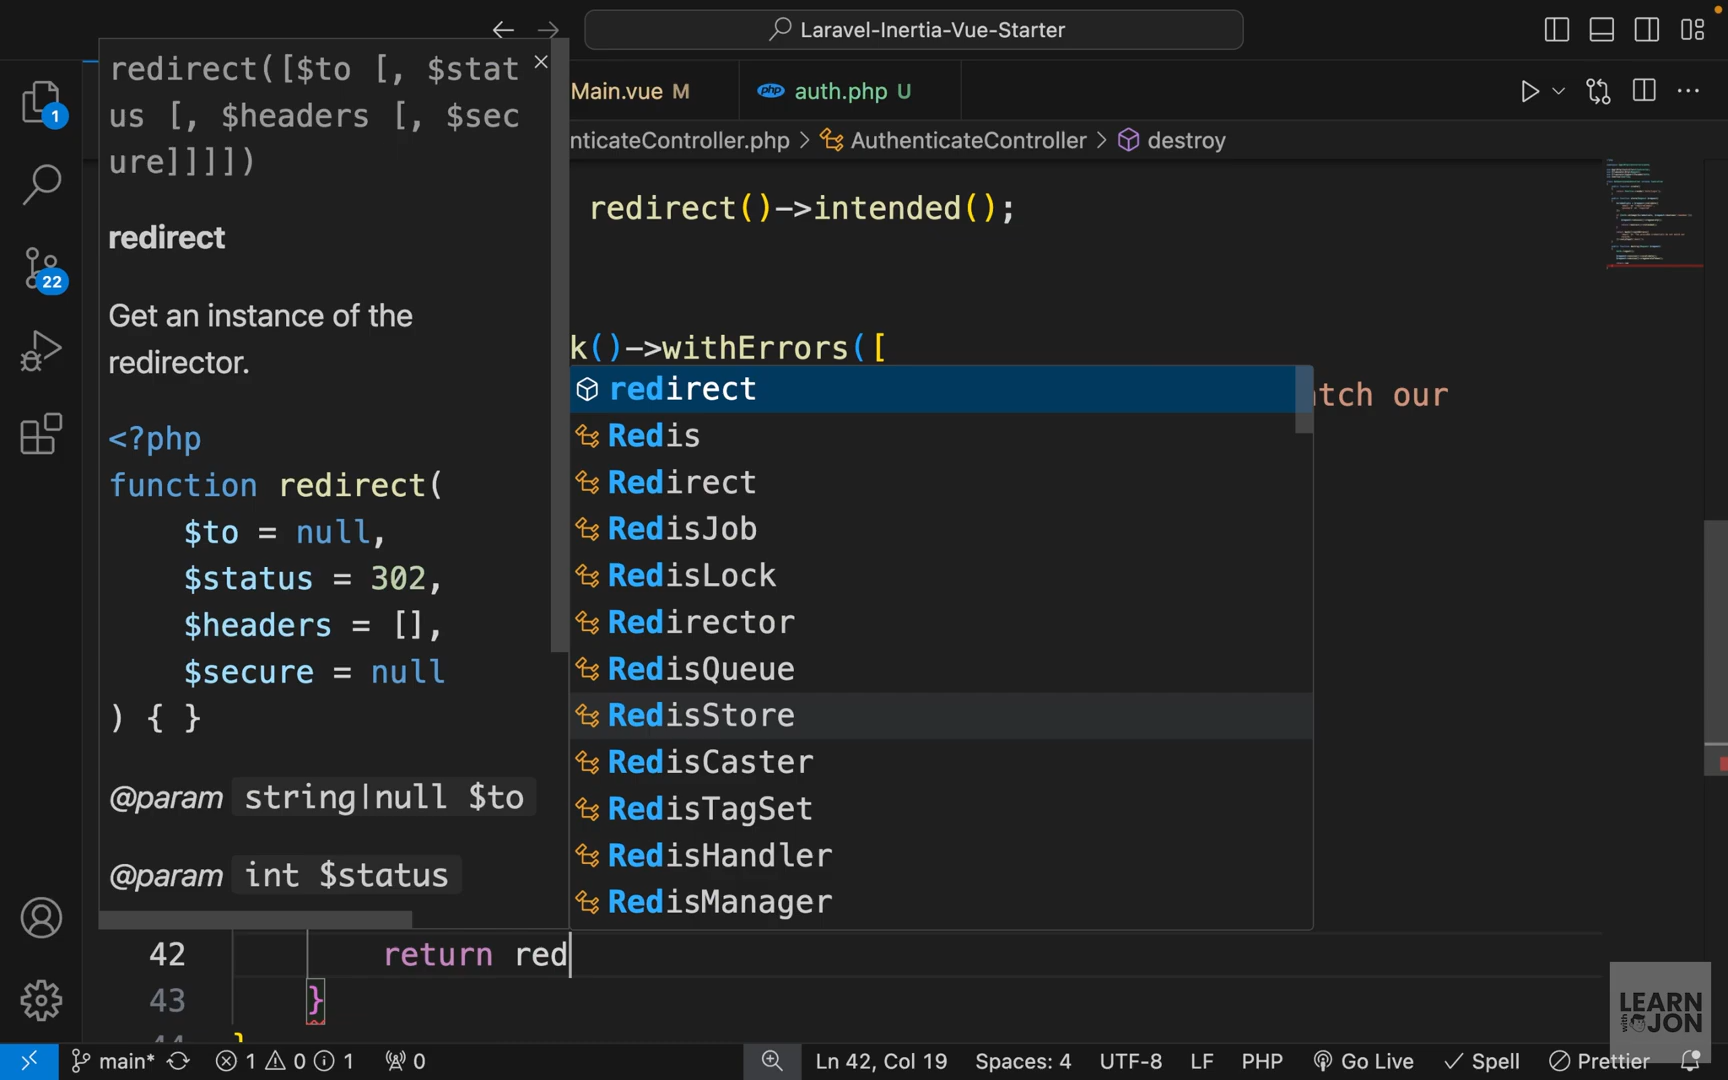 Laravel-Inertia-Vue-Starter
Main.vue M
auth.php U
nticateController.php > AuthenticateController > destroy
redirect([$to [, $stat
us [, $headers [, $sec
ure]]]])
redirect
Get an instance of the
redirector.
<?php
function redirect(
$to = null,
$status = 302,
$headers = [],
$secure = null
) { }
@param string|null $to
@param int $status
1
22
redirect()->intended();
k()->withErrors([
tch our
redirect
Redis
Redirect
RedisJob
RedisLock
Redirector
RedisQueue
RedisStore
RedisCaster
RedisTagSet
RedisHandler
RedisManager
42 return red
43 }
LEARN
with JON
main* 1 0 1 0 Ln 42, Col 19 Spaces: 4 UTF-8 LF PHP Go Live Spell Prettier